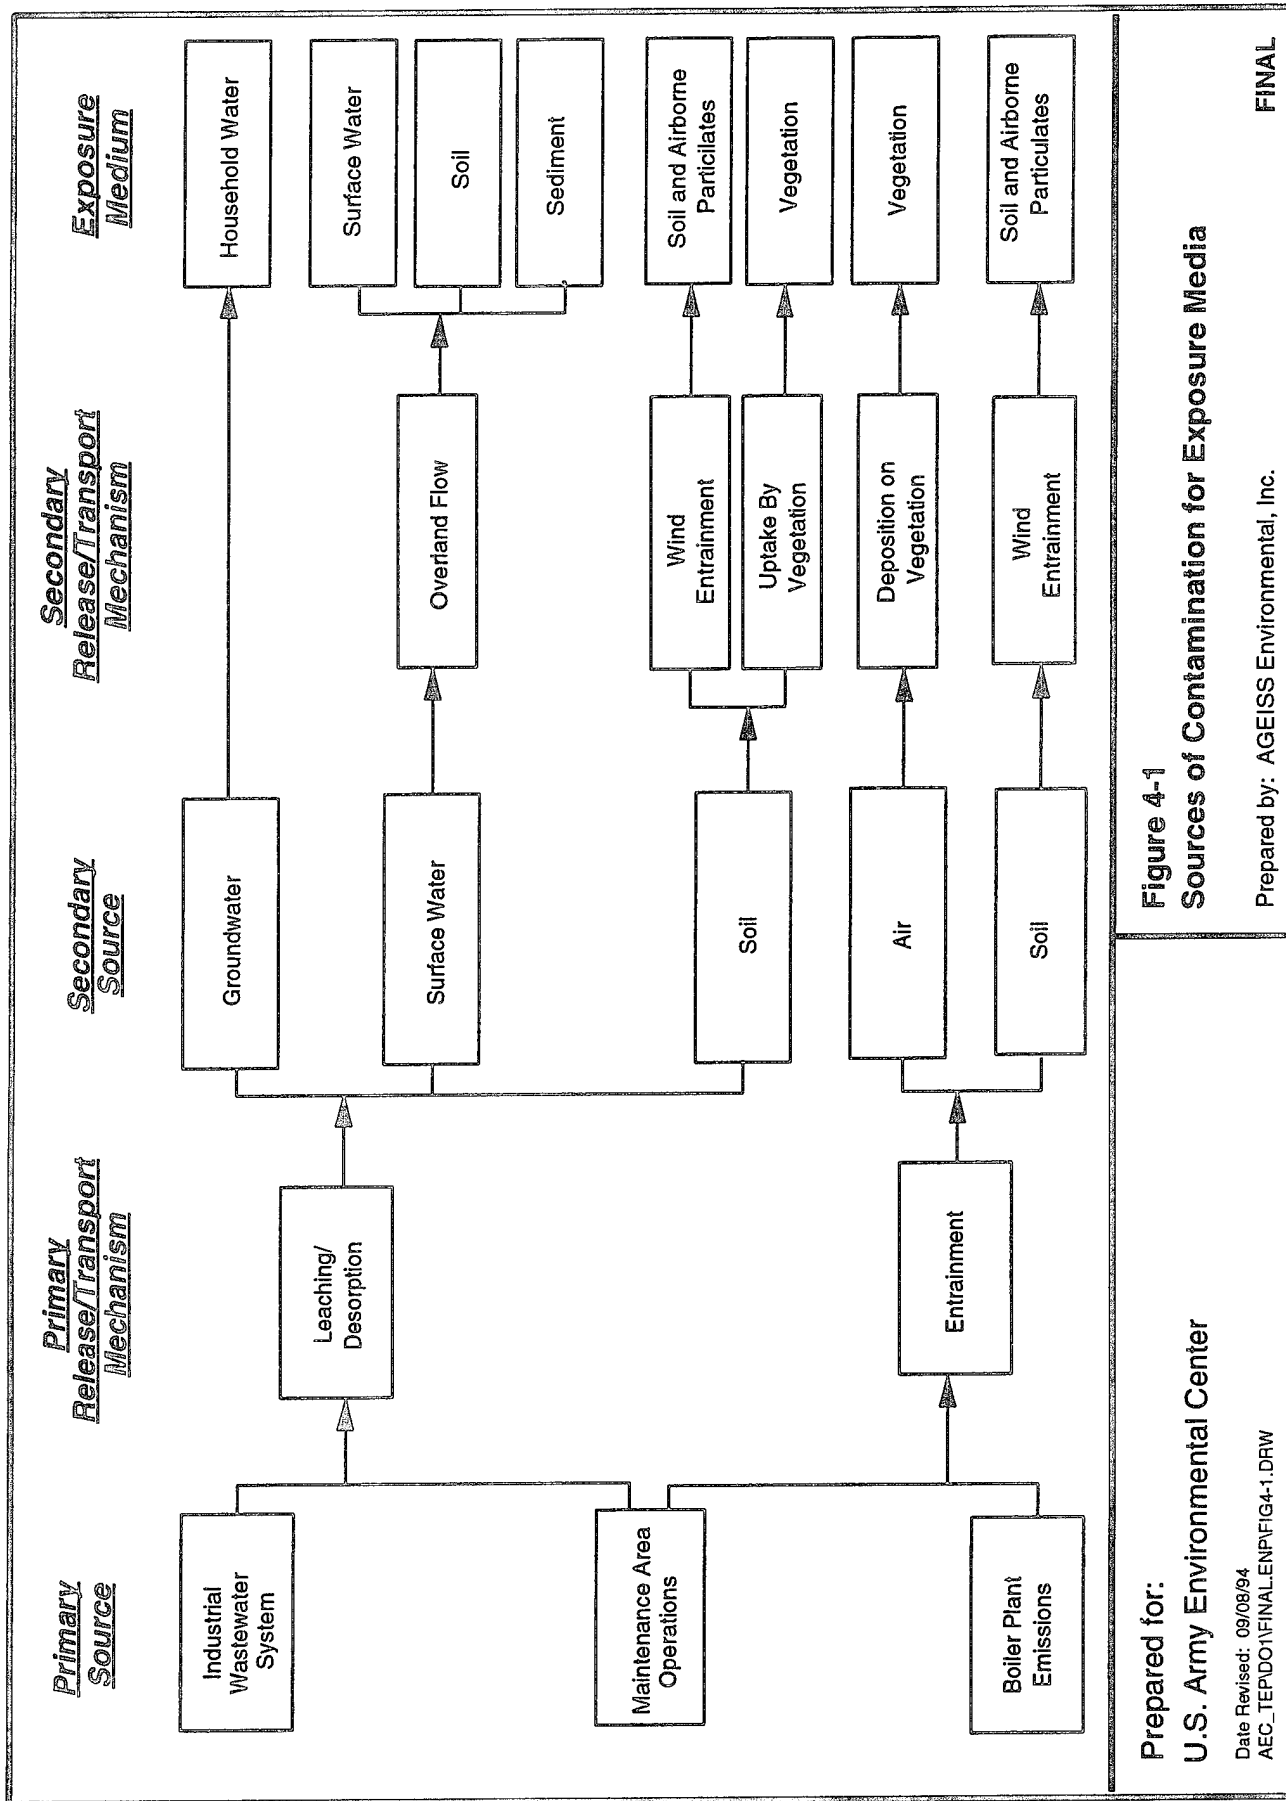 Primary
Source
Primary
Release/Transport
Mechanism
Secondary
Source
Secondary
Release/Transport
Mechanism
Exposure
Medium
Industrial
Wastewater
System
Maintenance Area
Operations
Boiler Plant
Emissions
Leaching/
Desorption
Entrainment
Groundwater
Surface Water
Soil
Air
Soil
Overland Flow
Wind
Entrainment
Uptake By
Vegetation
Deposition on
Vegetation
Wind
Entrainment
Household Water
Surface Water
Soil
Sediment
Soil and Airborne
Particilates
Vegetation
Vegetation
Soil and Airborne
Particulates
Prepared for:
U.S. Army Environmental Center
Date Revised: 09/08/94
AEC_TEP\DO1\FINAL.ENP\FIG4-1.DRW
Figure 4-1
Sources of Contamination for Exposure Media
Prepared by: AGEISS Environmental, Inc.
FINAL